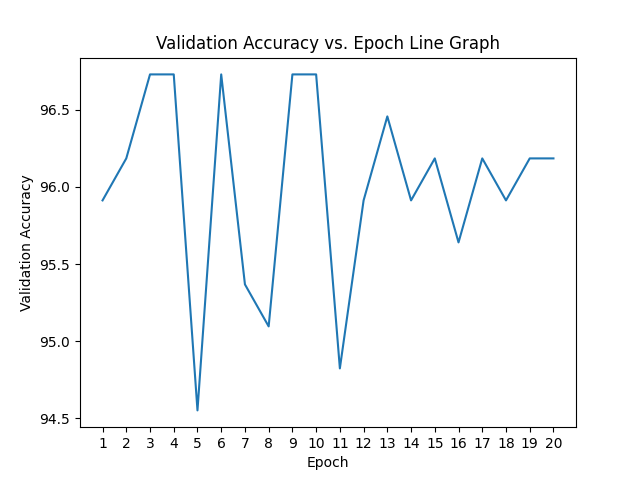 Validation Accuracy vs. Epoch Line Graph
96.5
96.0
95.5
95.0
94.5
Validation Accuracy
1 2 3 4 5 6 7 8 9 10 11 12 13 14 15 16 17 18 19 20
Epoch